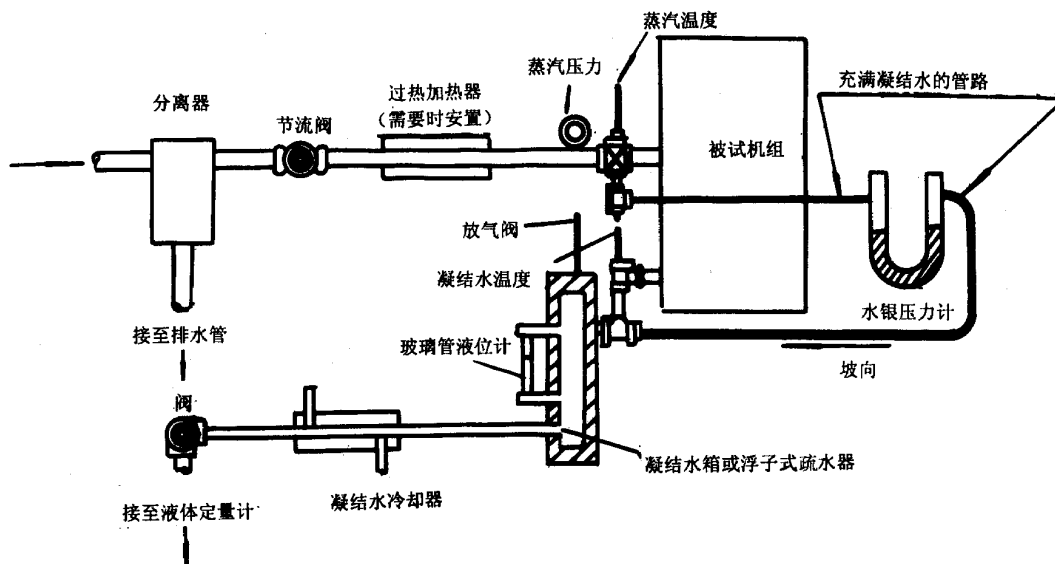 蒸汽温度
蒸汽压力
充满凝结水的管路
过热加热器
(需要时安置)
分离器
节流阀
被试机组
放气阀
凝结水温度
水银压力计
接至排水管
玻璃管液位计
坡向
阀
凝结水箱或浮子式疏水器
凝结水冷却器
接至液体定量计